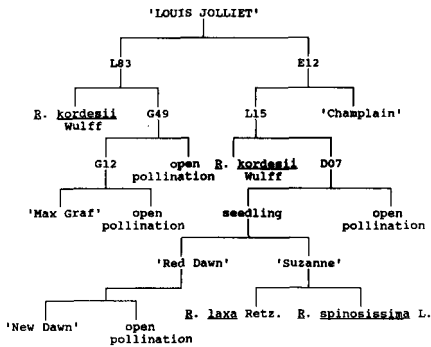 'LOUIS JOLLIET'
L83 E12
R. kordesii Wulff G49 L15 'Champlain'
G12 open pollination R. kordesii Wulff D07
'Max Graf' open pollination seedling open pollination
'Red Dawn' 'Suzanne'
'New Dawn' open pollination R. laxa Retz. R. spinosissima L.